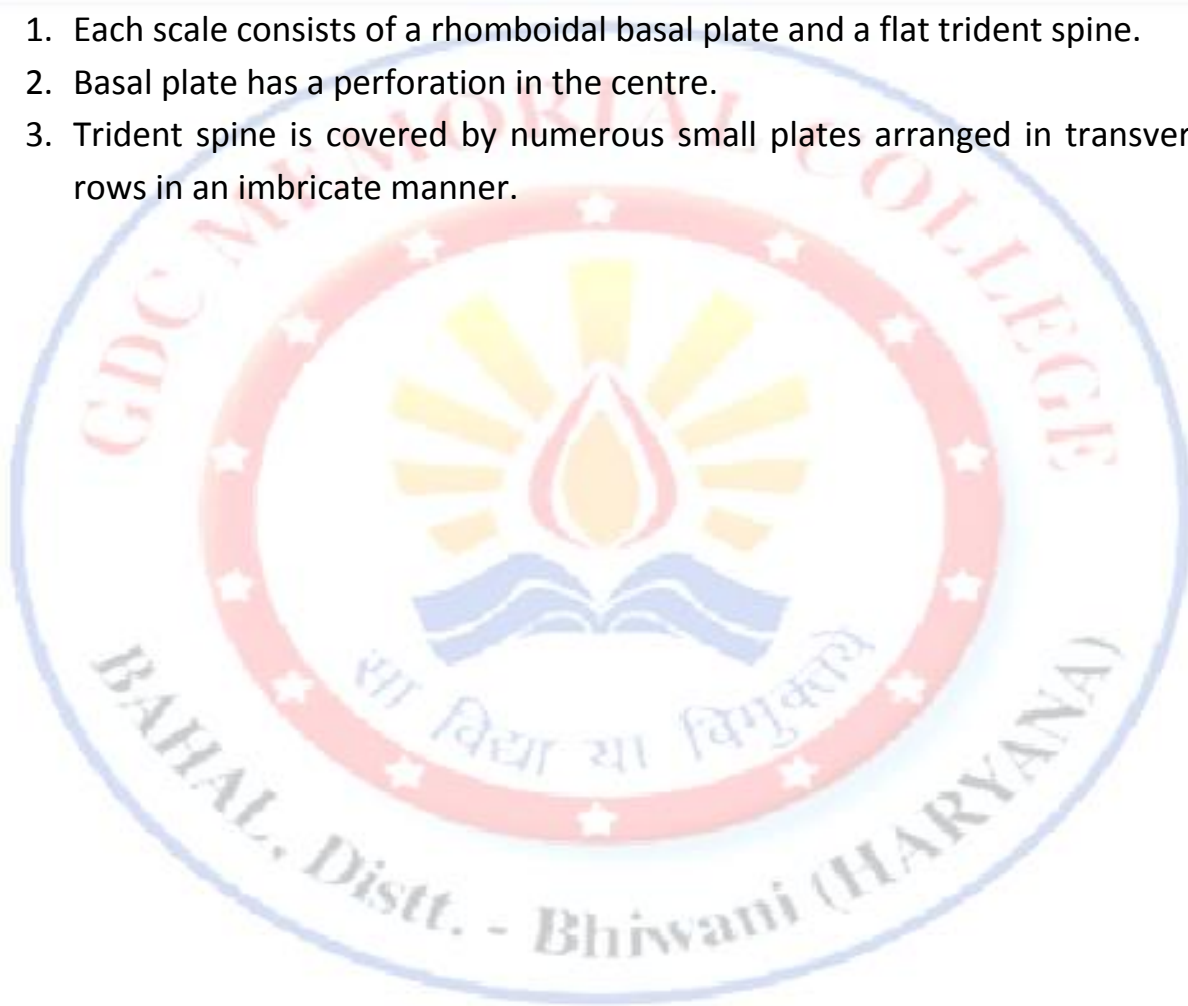 1. Each scale consists of a rhomboidal basal plate and a flat trident spine.
2. Basal plate has a perforation in the centre.
3. Trident spine is covered by numerous small plates arranged in transver
rows in an imbricate manner.
GDC MEMORIAL COLLEGE
सा विद्या या विमुक्तये
BAHAL, Distt. - Bhiwani (HARYANA)